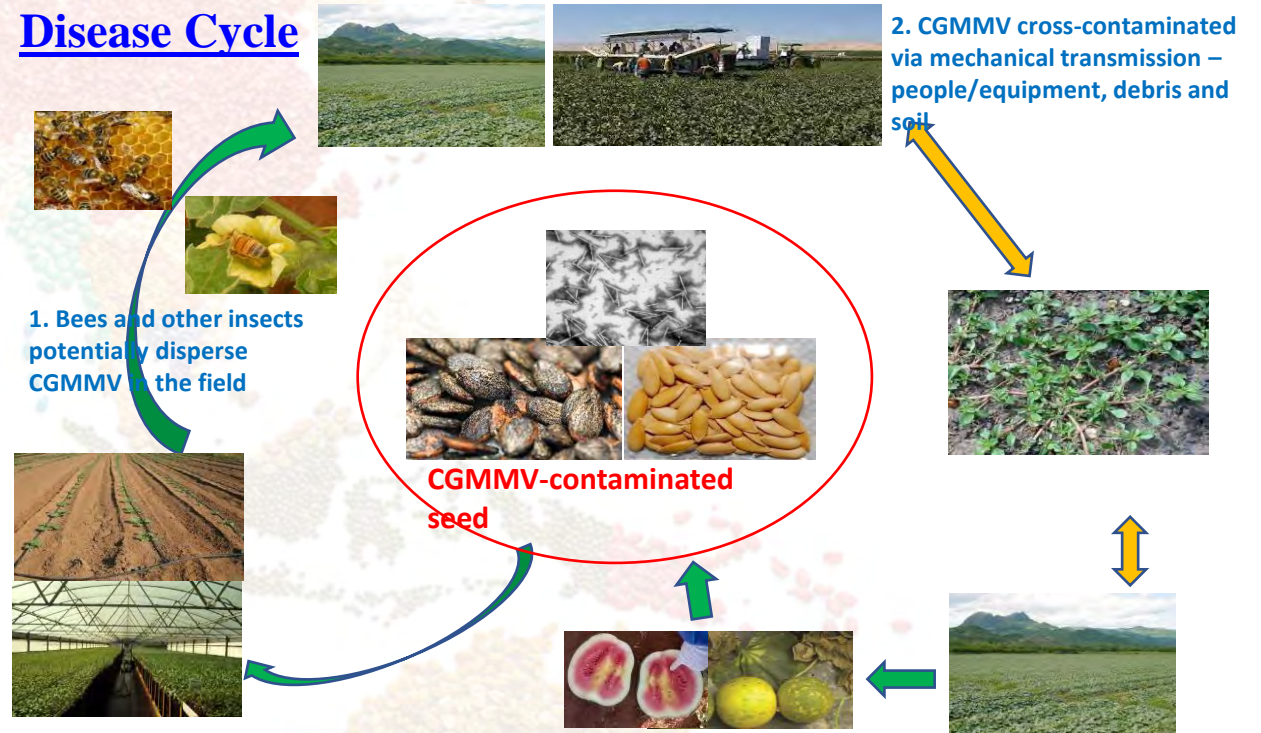 Disease Cycle
2. CGMMV cross-contaminated
via mechanical transmission –
people/equipment, debris and
soil
1. Bees and other insects
potentially disperse
CGMMV in the field
CGMMV-contaminated
seed